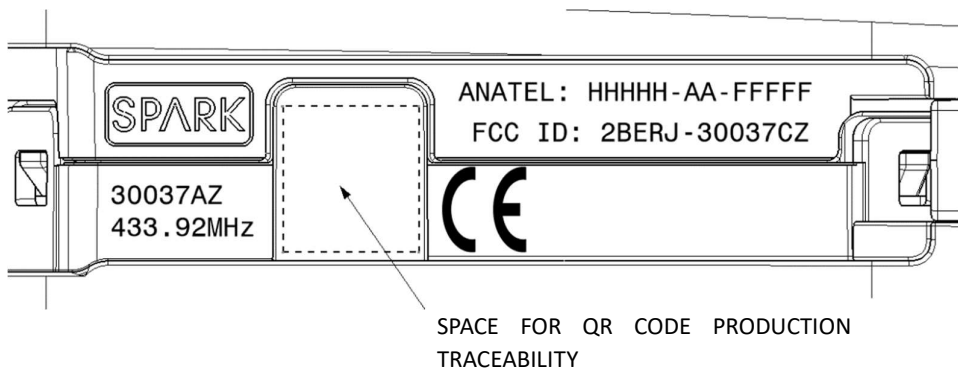 SPARK
ANATEL: HHHHH-AA-FFFFF
FCC ID: 2BERJ-30037CZ
30037AZ
433.92MHz
CE
SPACE FOR QR CODE PRODUCTION
TRACEABILITY